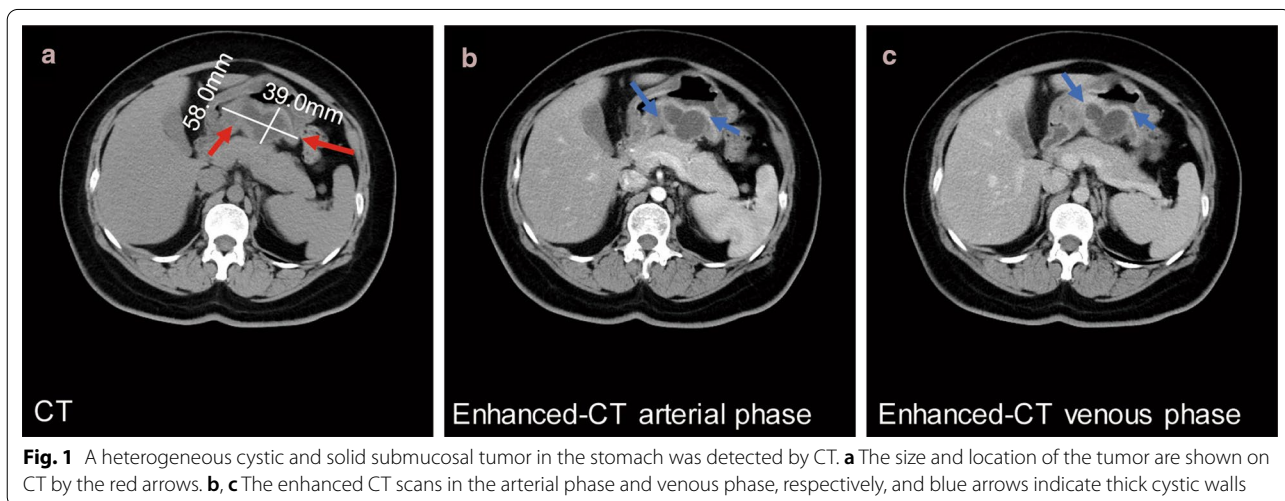 a
58.0mm
39.0mm
CT
b
Enhanced-CT arterial phase
c
Enhanced-CT venous phase
Fig. 1 A heterogeneous cystic and solid submucosal tumor in the stomach was detected by CT. a The size and location of the tumor are shown on
CT by the red arrows. b, c The enhanced CT scans in the arterial phase and venous phase, respectively, and blue arrows indicate thick cystic walls